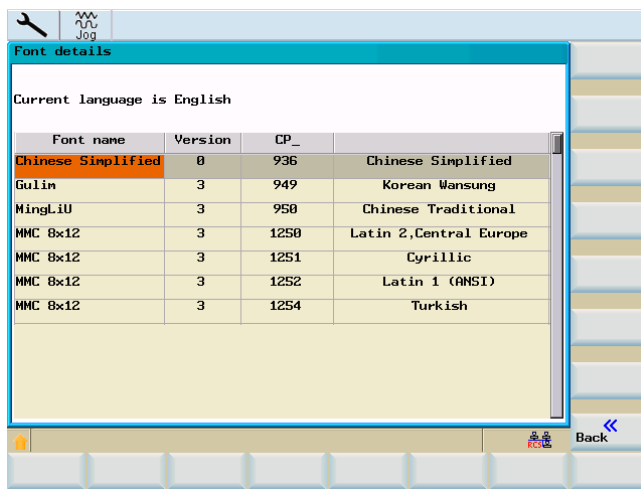 Jog
Font details
Current language is English
Font name Version CP_
Chinese Simplified 0 936 Chinese Simplified
Gulim 3 949 Korean Wansung
MingLiU 3 950 Chinese Traditional
MMC 8x12 3 1250 Latin 2,Central Europe
MMC 8x12 3 1251 Cyrillic
MMC 8x12 3 1252 Latin 1 (ANSI)
MMC 8x12 3 1254 Turkish
RCS
Back